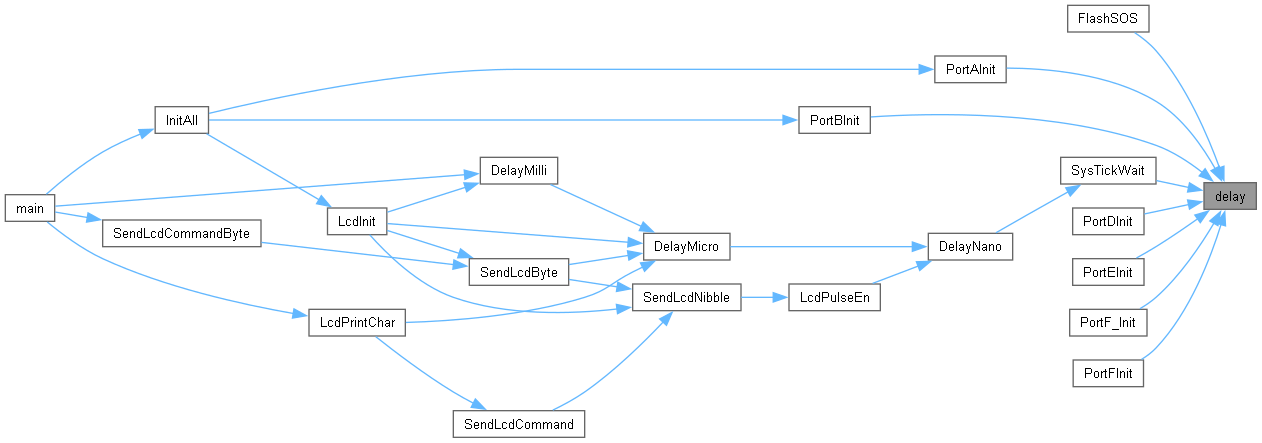 FlashSOS
PortAInit
InitAll
PortBInit
DelayMilli
SysTickWait
delay
main
LcdInit
PortDInit
SendLcdCommandByte
DelayMicro
DelayNano
SendLcdByte
PortEInit
SendLcdNibble
LcdPulseEn
LcdPrintChar
PortF_Init
PortFInit
SendLcdCommand